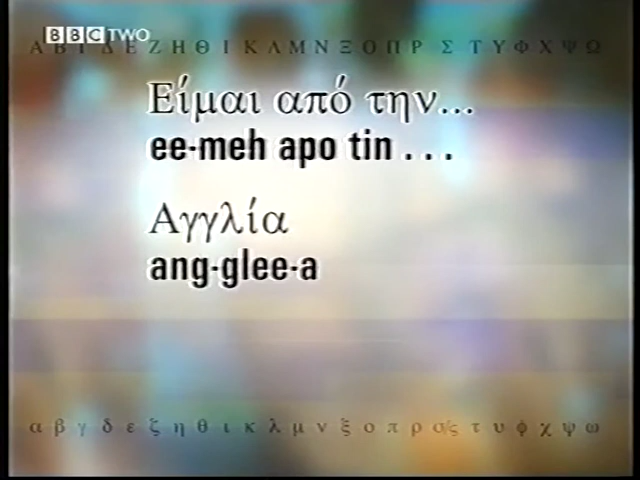 BBC TWO
Α Β Γ Δ Ε Ζ Η Θ Ι Κ Λ Μ Ν Ξ Ο Π Ρ Σ Τ Υ Φ Χ Ψ Ω
Είμαι από την...
ee-meh apo tin . . .
Αγγλία
ang-glee-a
α β γ δ ε ζ η θ ι κ λ μ ν ξ ο π ρ σ/ς τ υ φ χ ψ ω